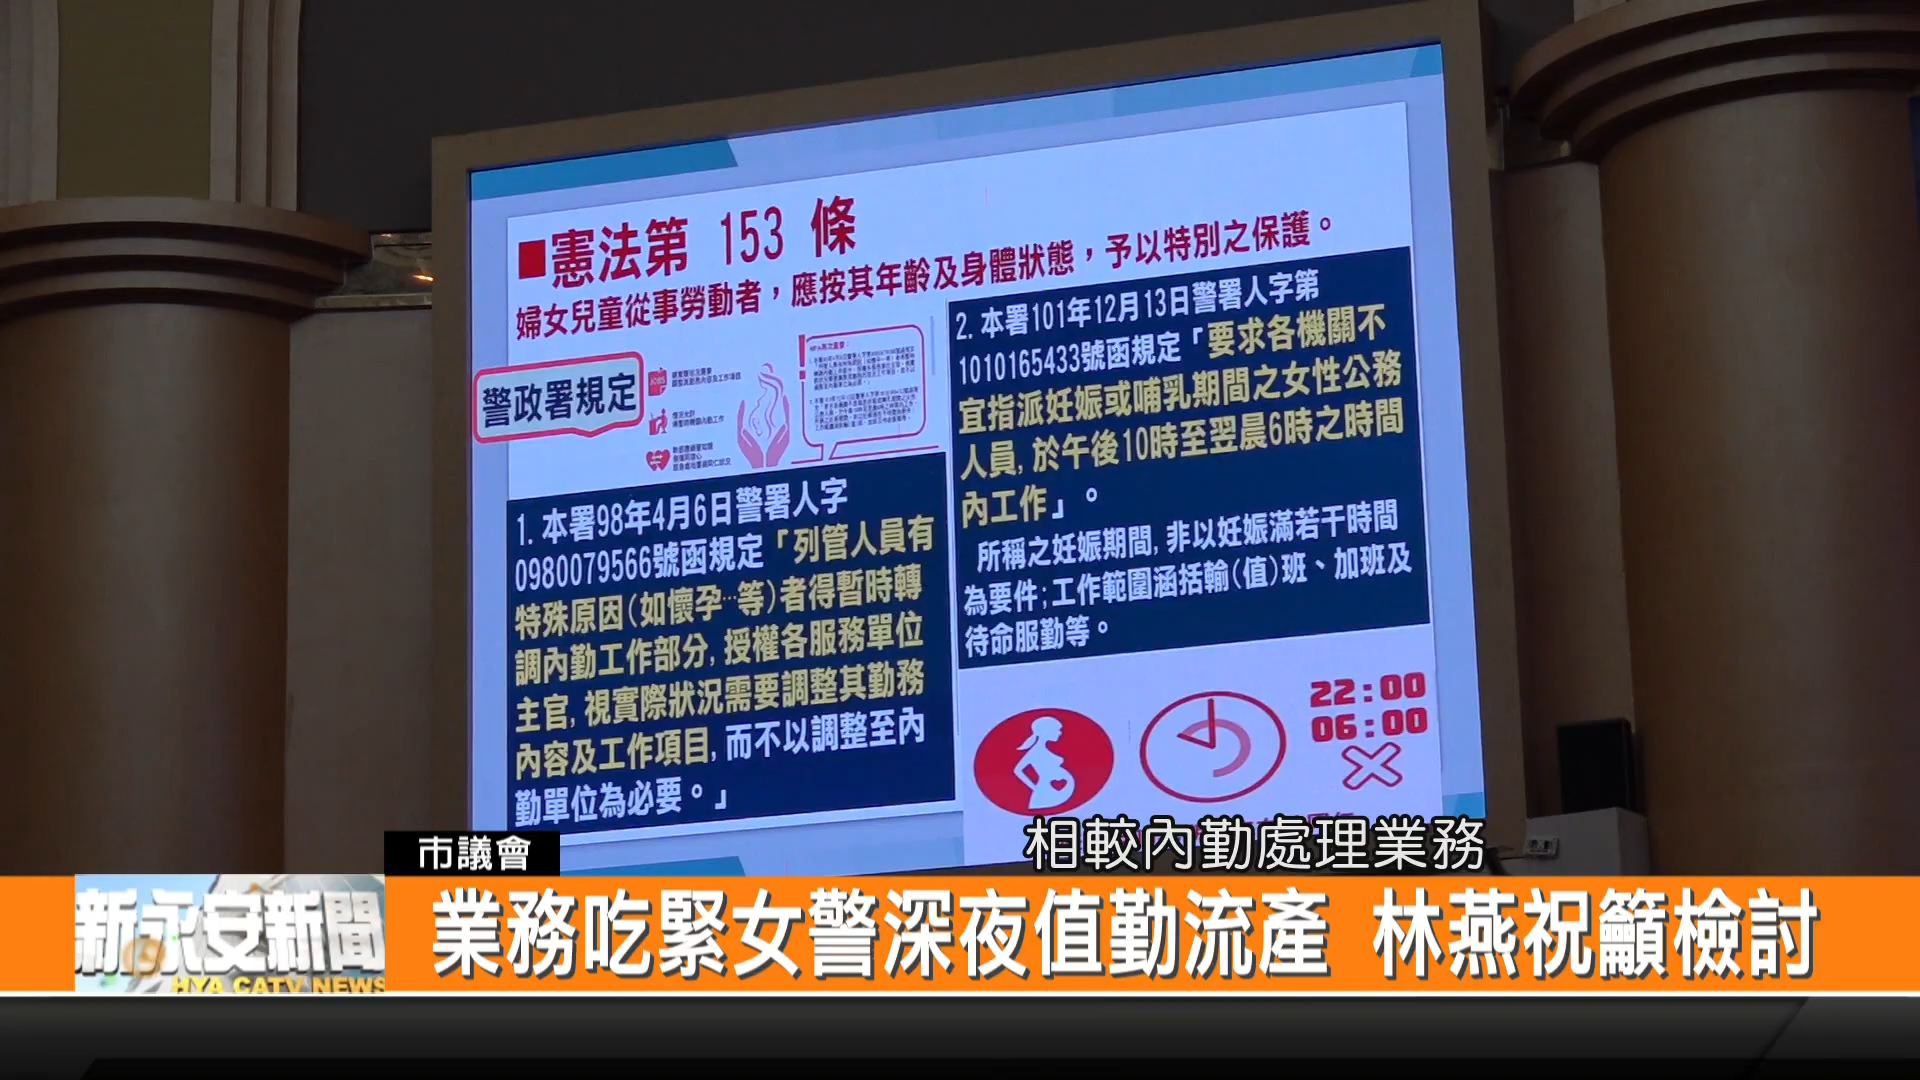 ■憲法第 153 條
婦女兒童從事勞動者，應按其年齡及身體狀態，予以特別之保護。
警政署規定
1. 本署98年4月6日警署人字
0980079566號函規定「列管人員有
特殊原因(如懷孕…等)者得暫時轉
調內勤工作部分, 授權各服務單位
主官, 視實際狀況需要調整其勤務
內容及工作項目, 而不以調整至內
勤單位為必要。」
2. 本署101年12月13日警署人字第
1010165433號函規定「要求各機關不
宜指派妊娠或哺乳期間之女性公務
人員, 於午後10時至翌晨6時之時間
內工作」。
所稱之妊娠期間, 非以妊娠滿若干時間
為要件; 工作範圍涵括輪(值)班、加班及
待命服勤等。
22:00
06:00
相較內勤處理業務
市議會
新永安新聞
HYA CATV NEWS
業務吃緊女警深夜值勤流產 林燕祝籲檢討